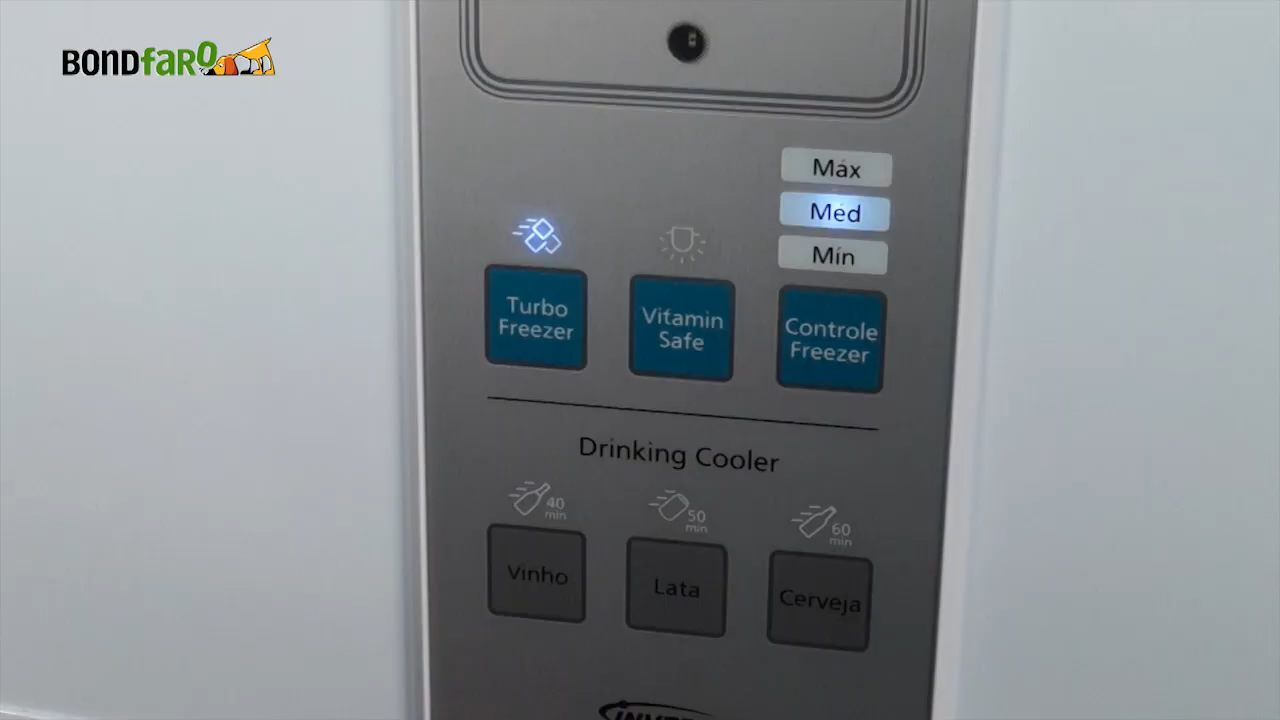 BONDfaro
Máx
Méd
Mín
Turbo
Freezer
Vitamin
Safe
Controle
Freezer
Drinking Cooler
40
min
50
min
60
min
Vinho
Lata
Cerveja